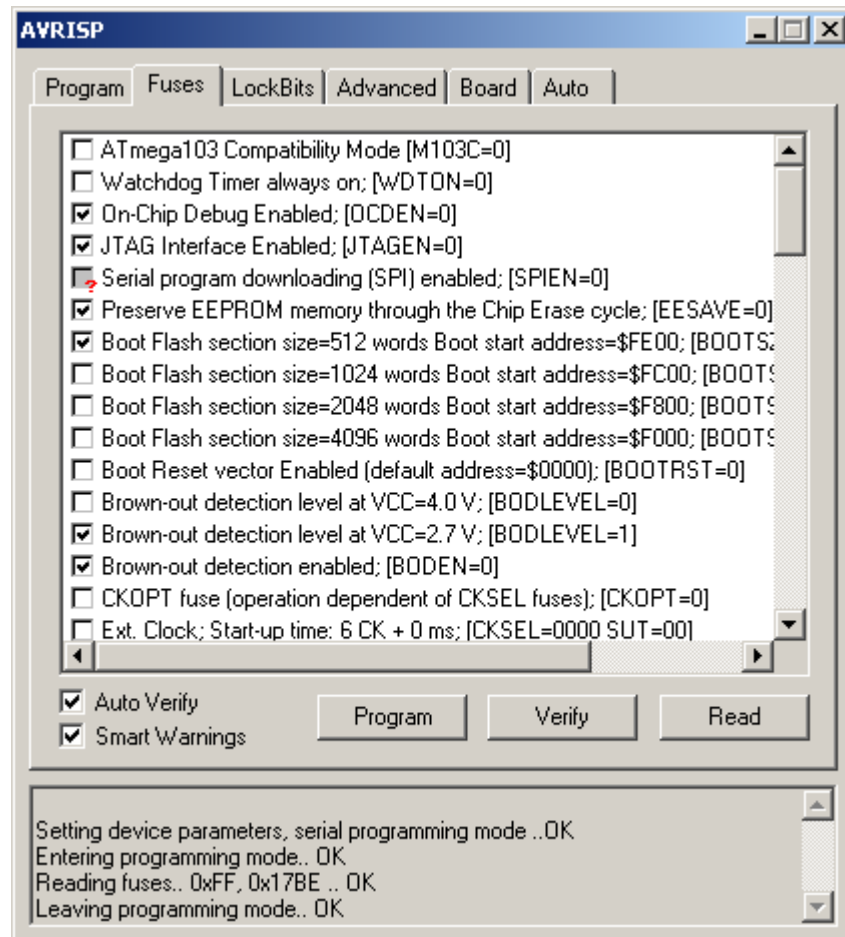 AVRISP
Program Fuses LockBits Advanced Board Auto
ATmega103 Compatibility Mode [M103C=0]
Watchdog Timer always on; [WDTON=0]
On-Chip Debug Enabled; [OCDEN=0]
JTAG Interface Enabled; [JTAGEN=0]
Serial program downloading (SPI) enabled; [SPIEN=0]
Preserve EEPROM memory through the Chip Erase cycle; [EESAVE=0]
Boot Flash section size=512 words Boot start address=$FE00; [BOOTSZ
Boot Flash section size=1024 words Boot start address=$FC00; [BOOTS
Boot Flash section size=2048 words Boot start address=$F800; [BOOTS
Boot Flash section size=4096 words Boot start address=$F000; [BOOTS
Boot Reset vector Enabled (default address=$0000); [BOOTRST=0]
Brown-out detection level at VCC=4.0 V; [BODLEVEL=0]
Brown-out detection level at VCC=2.7 V; [BODLEVEL=1]
Brown-out detection enabled; [BODEN=0]
CKOPT fuse (operation dependent of CKSEL fuses); [CKOPT=0]
Ext. Clock; Start-up time: 6 CK + 0 ms; [CKSEL=0000 SUT=00]
Auto Verify
Smart Warnings
Program Verify Read
Setting device parameters, serial programming mode ..OK
Entering programming mode.. OK
Reading fuses.. 0xFF, 0x17BE .. OK
Leaving programming mode.. OK